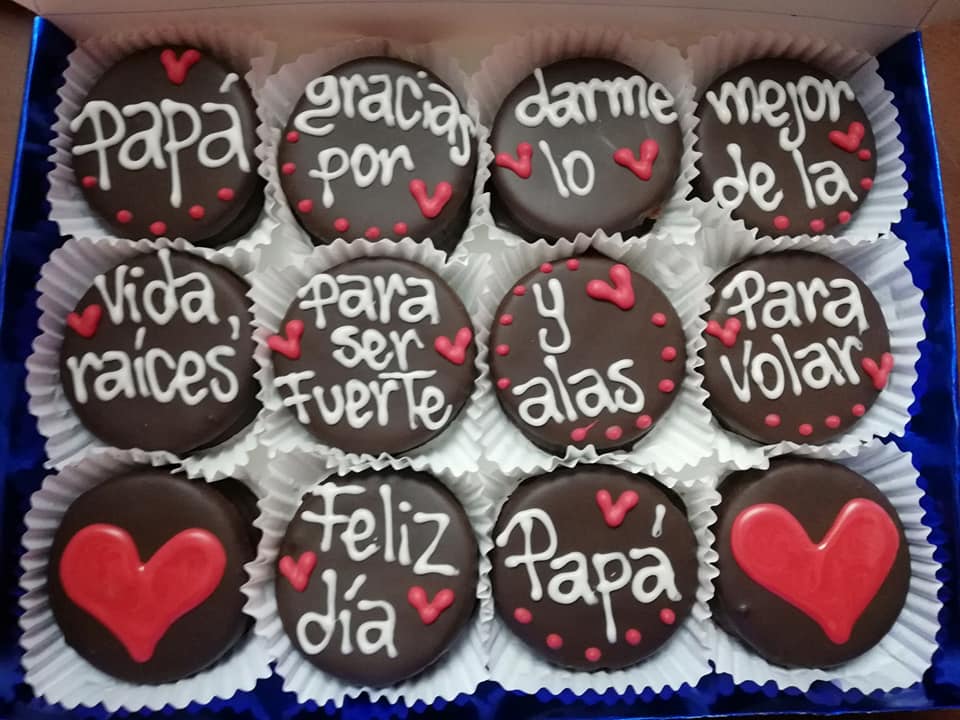 Papá
gracias
por
darme
lo
mejor
de la
Vida,
raíces
Para
ser
Fuerte
y
alas
Para
Volar
Feliz
día
Papá